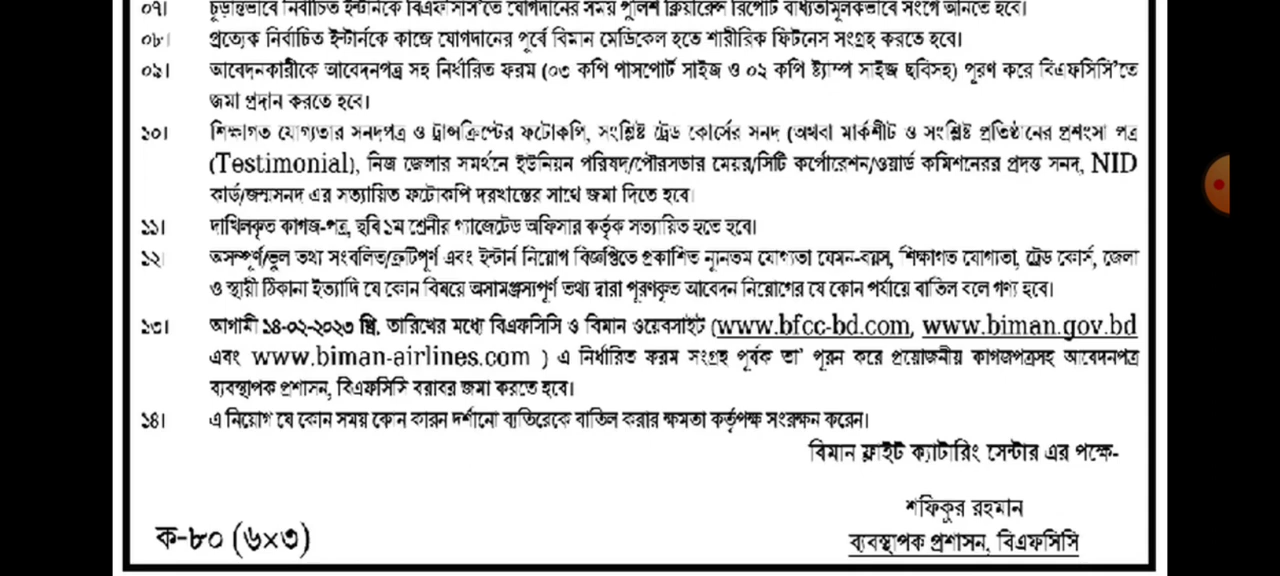 ০৭। চূড়ান্তভাবে নির্বাচিত ইন্টার্নকে বিএফসিসি'তে যোগদানের সময় পুলিশ ক্লিয়ারেন্স রিপোর্ট বাধ্যতামূলকভাবে সংগে আনিতে হবে।
০৮। প্রত্যেক নির্বাচিত ইন্টার্নকে কাজে যোগদানের পূর্বে বিমান মেডিকেল হতে শারীরিক ফিটনেস সংগ্রহ করতে হবে।
০৯। আবেদনকারীকে আবেদনপত্র সহ নির্ধারিত ফরম (০৩ কপি পাসপোর্ট সাইজ ও ০২ কপি ষ্ট্যাম্প সাইজ ছবিসহ) পূরণ করে বিএফসিসি'তে
জমা প্রদান করতে হবে।
১০। শিক্ষাগত যোগ্যতার সনদপত্র ও ট্রান্সক্রিপ্টের ফটোকপি, সংশ্লিষ্ট ট্রেড কোর্সের সনদ (অথবা মার্কশীট ও সংশ্লিষ্ট প্রতিষ্ঠানের প্রশংসা পত্র
(Testimonial), নিজ জেলার সমর্থনে ইউনিয়ন পরিষদ/পৌরসভার মেয়র/সিটি কর্পোরেশন/ওয়ার্ড কমিশনেরর প্রদত্ত সনদ, NID
কার্ড/জন্মসনদ এর সত্যায়িত ফটোকপি দরখাস্তের সাথে জমা দিতে হবে।
১১। দাখিলকৃত কাগজ-পত্র, ছবি ১ম শ্রেনীর গ্যাজেটেড অফিসার কর্তৃক সত্যায়িত হতে হবে।
১২। অসম্পূর্ণ/ভুল তথ্য সংবলিত/ত্রুটিপূর্ণ এবং ইন্টার্ন নিয়োগ বিজ্ঞপ্তিতে প্রকাশিত ন্যূনতম যোগ্যতা যেমন-বয়স, শিক্ষাগত যোগ্যতা, ট্রেড কোর্স, জেলা
ও স্থায়ী ঠিকানা ইত্যাদি যে কোন বিষয়ে অসামঞ্জস্যপূর্ণ তথ্য দ্বারা পূরণকৃত আবেদন নিয়োগের যে কোন পর্যায়ে বাতিল বলে গণ্য হবে।
১৩। আগামী ১৪-০২-২০২৩ খ্রি. তারিখের মধ্যে বিএফসিসি ও বিমান ওয়েবসাইট (www.bfcc-bd.com, www.biman.gov.bd
এবং www.biman-airlines.com ) এ নির্ধারিত ফরম সংগ্রহ পূর্বক তা' পূরন করে প্রয়োজনীয় কাগজপত্রসহ আবেদনপত্র
ব্যবস্থাপক প্রশাসন, বিএফসিসি বরাবর জমা করতে হবে।
১৪। এ নিয়োগ যে কোন সময় কোন কারন দর্শানো ব্যতিরেকে বাতিল করার ক্ষমতা কর্তৃপক্ষ সংরক্ষন করেন।
বিমান ফ্লাইট ক্যাটারিং সেন্টার এর পক্ষে-
শফিকুর রহমান
ব্যবস্থাপক প্রশাসন, বিএফসিসি
ক-৮০ (৬×৩)